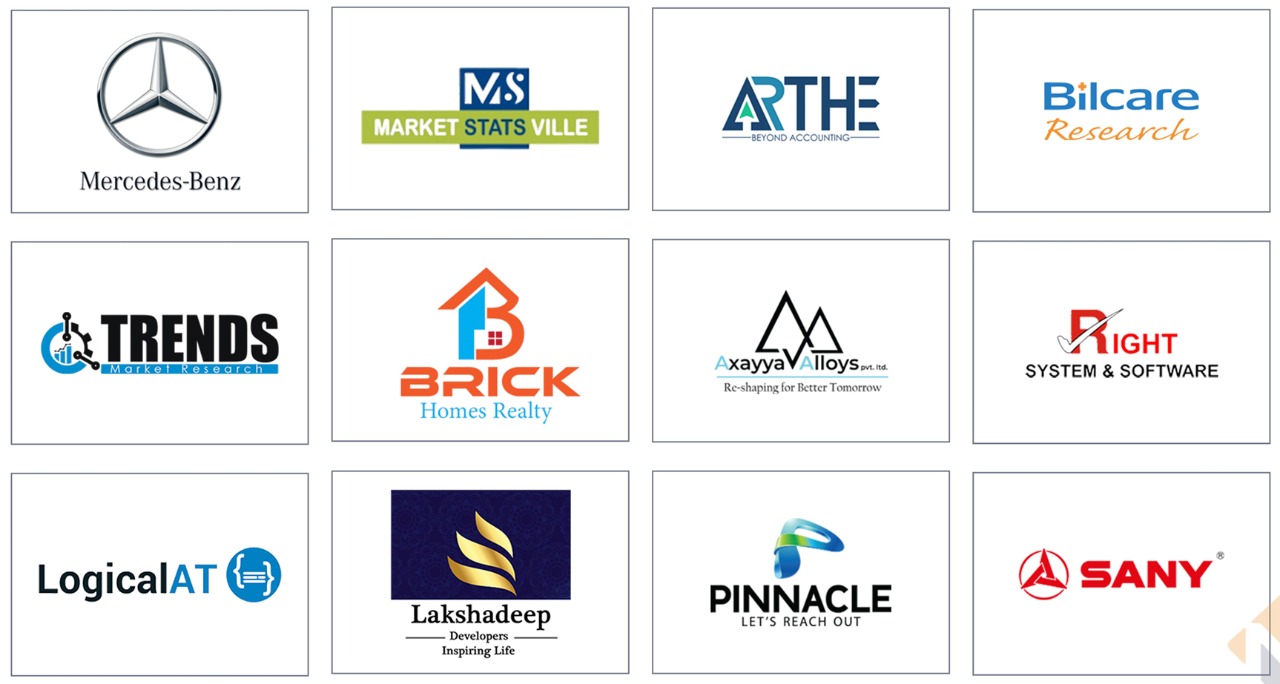 Mercedes-Benz
MS
MARKET STATS VILLE
ARTHE
BEYOND ACCOUNTING
Bilcare
Research
TRENDS
Market Research
BRICK
Homes Realty
Axayya Alloys pvt. ltd.
Re-shaping for Better Tomorrow
RIGHT
SYSTEM & SOFTWARE
LogicalAT
Lakshadeep
Developers
Inspiring Life
PINNACLE
LET'S REACH OUT
SANY®